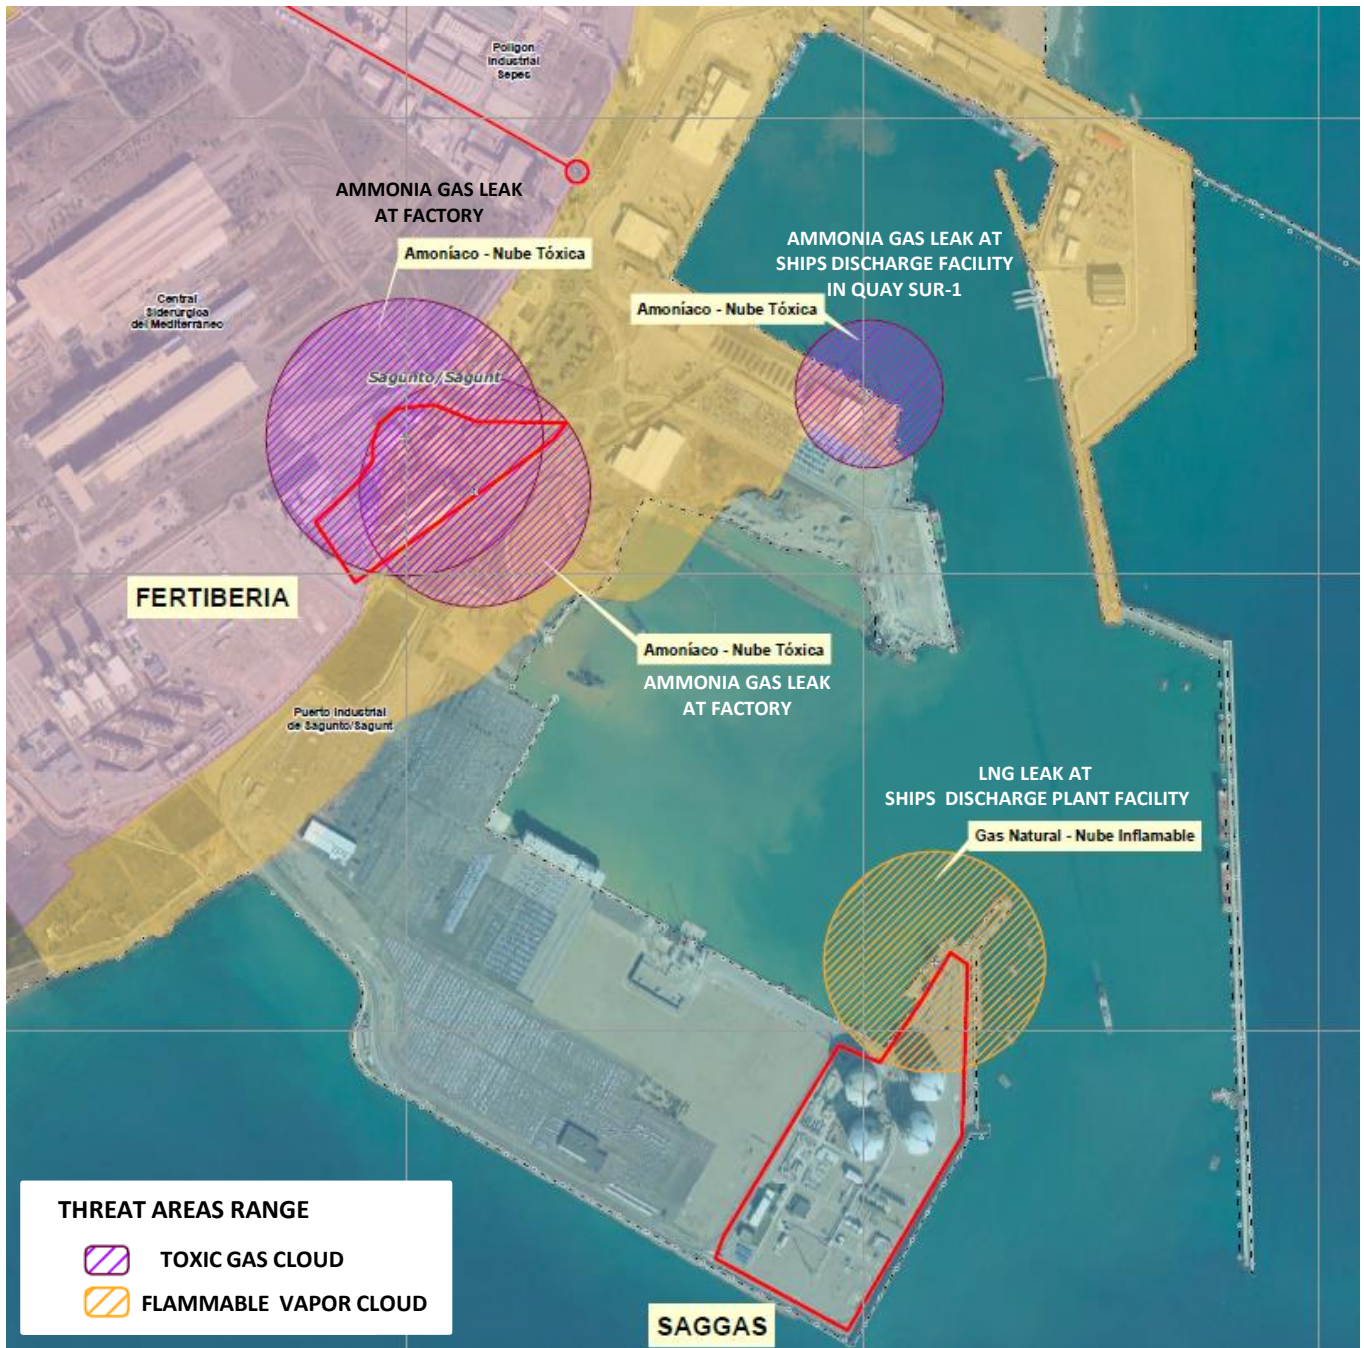 Poligon
Industrial
Sepes
AMMONIA GAS LEAK
AT FACTORY
Amoníaco - Nube Tóxica
AMMONIA GAS LEAK AT
SHIPS DISCHARGE FACILITY
IN QUAY SUR-1
Amoníaco - Nube Tóxica
Central
Siderúrgica
del Mediterráneo
Sagunto/Sagunt
FERTIBERIA
Amoníaco - Nube Tóxica
AMMONIA GAS LEAK
AT FACTORY
Puerto Industrial
de Sagunto/Sagunt
LNG LEAK AT
SHIPS DISCHARGE PLANT FACILITY
Gas Natural - Nube Inflamable
THREAT AREAS RANGE
TOXIC GAS CLOUD
FLAMMABLE VAPOR CLOUD
SAGGAS